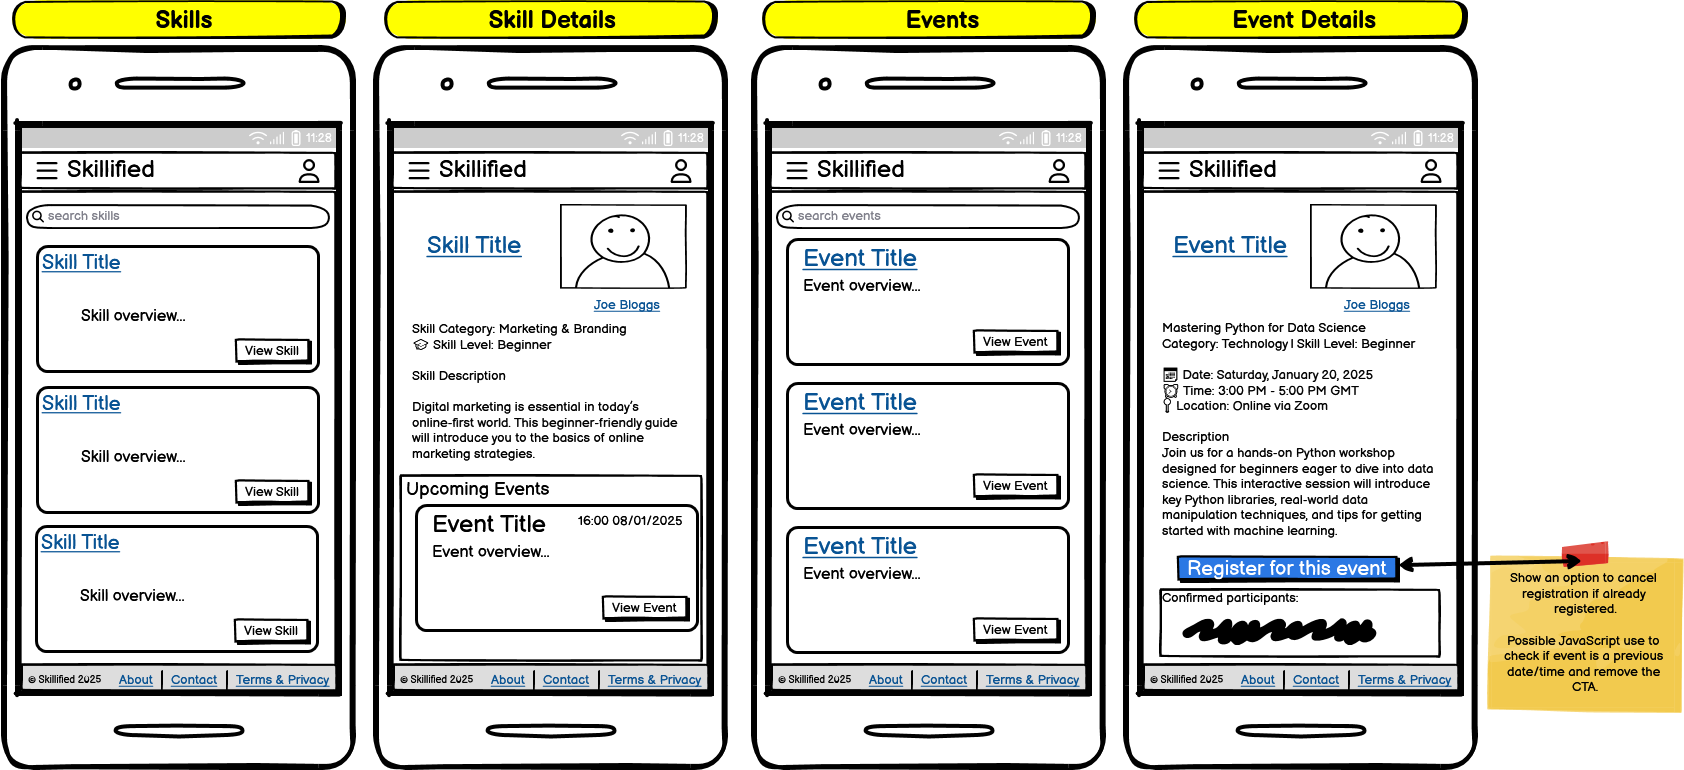 Skills
11:28
Skillified
search skills
Skill Title
Skill overview...
View Skill
Skill Title
Skill overview...
View Skill
Skill Title
Skill overview...
View Skill
© Skillified 2025
About
Contact
Terms & Privacy
Skill Details
11:28
Skillified
Skill Title
Joe Bloggs
Skill Category: Marketing & Branding
Skill Level: Beginner
Skill Description
Digital marketing is essential in today's
online-first world. This beginner-friendly guide
will introduce you to the basics of online
marketing strategies.
Upcoming Events
Event Title
16:00 08/01/2025
Event overview...
View Event
© Skillified 2025
About
Contact
Terms & Privacy
Events
11:28
Skillified
search events
Event Title
Event overview...
View Event
Event Title
Event overview...
View Event
Event Title
Event overview...
View Event
© Skillified 2025
About
Contact
Terms & Privacy
Event Details
11:28
Skillified
Event Title
Joe Bloggs
Mastering Python for Data Science
Category: Technology | Skill Level: Beginner
Date: Saturday, January 20, 2025
Time: 3:00 PM - 5:00 PM GMT
Location: Online via Zoom
Description
Join us for a hands-on Python workshop
designed for beginners eager to dive into data
science. This interactive session will introduce
key Python libraries, real-world data
manipulation techniques, and tips for getting
started with machine learning.
Register for this event
Confirmed participants:
© Skillified 2025
About
Contact
Terms & Privacy
Show an option to cancel
registration if already
registered.
Possible JavaScript use to
check if event is a previous
date/time and remove the
CTA.